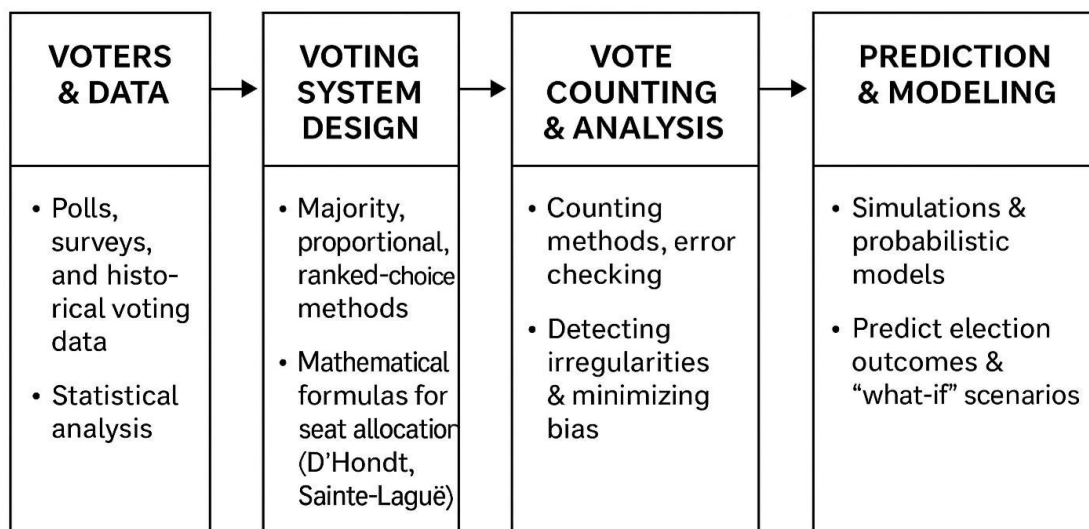 VOTERS
& DATA
• Polls,
surveys,
and histo-
rical voting
data
• Statistical
analysis
VOTING
SYSTEM
DESIGN
• Majority,
proportional,
ranked-choice
methods
• Mathematical
formulas for
seat allocation
(D'Hondt,
Sainte-Laguë)
VOTE
COUNTING
& ANALYSIS
• Counting
methods, error
checking
• Detecting
irregularities
& minimizing
bias
PREDICTION
& MODELING
• Simulations &
probabilistic
models
• Predict election
outcomes &
“what-if” scenarios